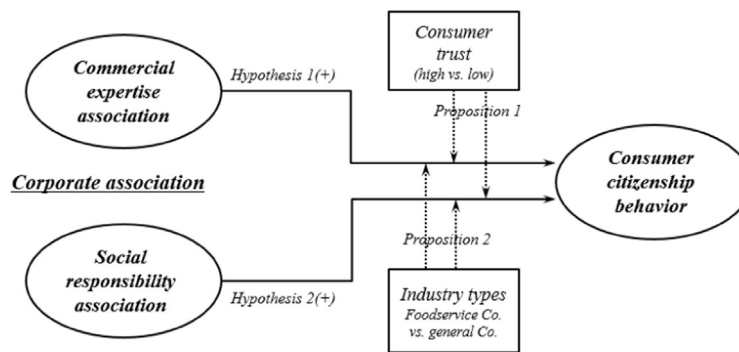 Commercial
expertise
association
Hypothesis 1(+)
Consumer
trust
(high vs. low)
Proposition 1
Corporate association
Consumer
citizenship
behavior
Social
responsibility
association
Hypothesis 2(+)
Proposition 2
Industry types
Foodservice Co.
vs. general Co.